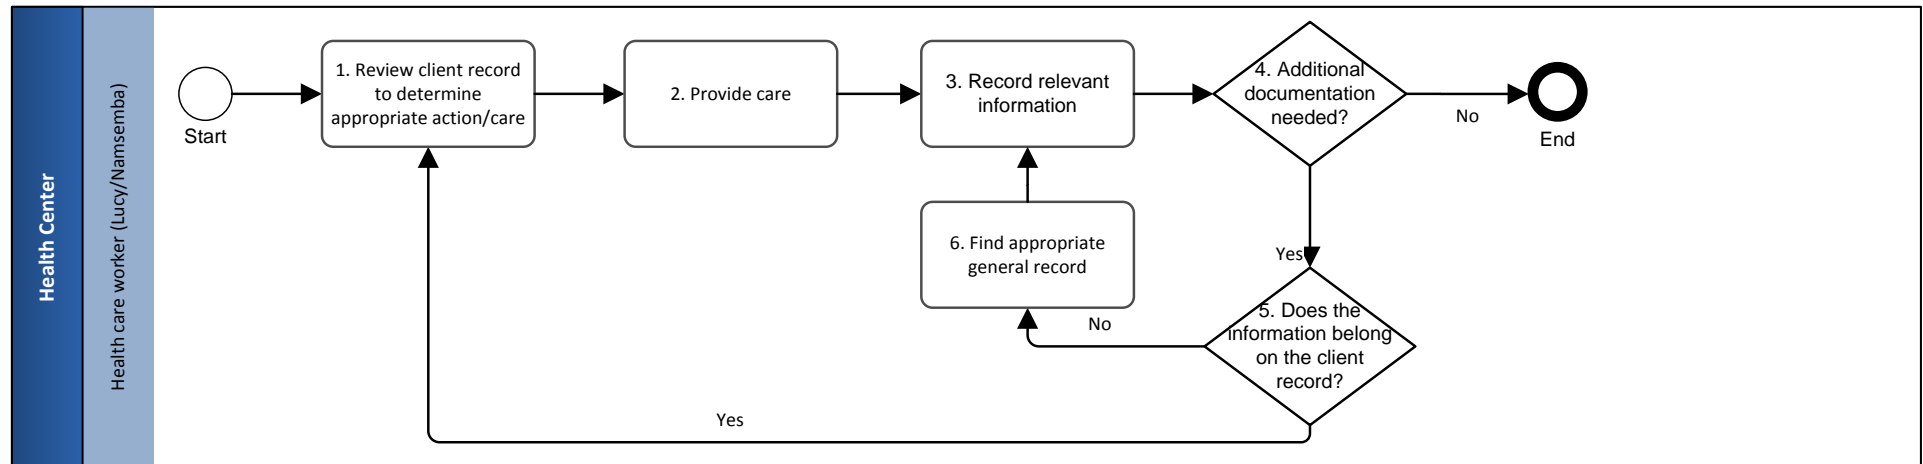 Health Center
Health care worker (Lucy/Namsemba)
Start
1. Review client record
to determine
appropriate action/care
2. Provide care
3. Record relevant
information
4. Additional
documentation
needed?
No
End
Yes
6. Find appropriate
general record
No
5. Does the
information belong
on the client
record?
Yes